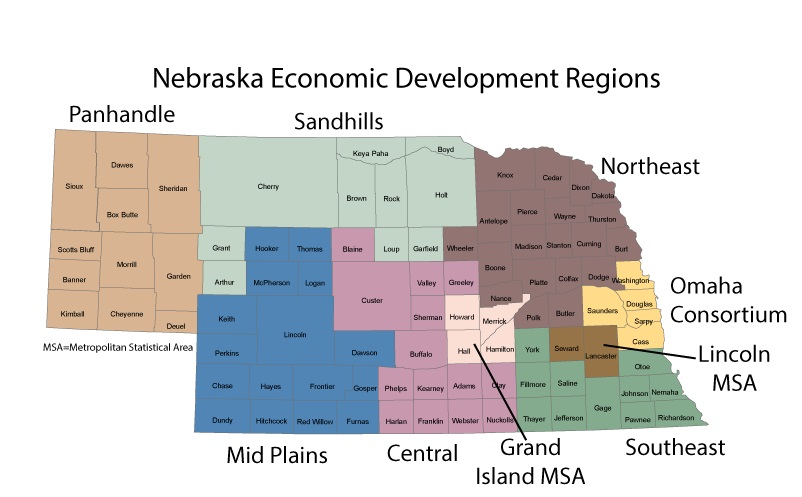 Nebraska Economic Development Regions
Panhandle
Sandhills
Northeast
Omaha
Consortium
Lincoln
MSA
Southeast
Grand
Island MSA
Central
Mid Plains
MSA=Metropolitan Statistical Area
Sioux
Dawes
Sheridan
Box Butte
Scotts Bluff
Banner
Morrill
Garden
Kimball
Cheyenne
Deuel
Cherry
Keya Paha
Boyd
Brown
Rock
Holt
Grant
Arthur
Loup
Garfield
Hooker
Thomas
McPherson
Logan
Keith
Lincoln
Perkins
Dawson
Chase
Hayes
Frontier
Gosper
Dundy
Hitchcock
Red Willow
Furnas
Blaine
Custer
Valley
Greeley
Sherman
Buffalo
Phelps
Kearney
Adams
Clay
Harlan
Franklin
Webster
Nuckolls
Howard
Merrick
Hall
Hamilton
Wheeler
Knox
Cedar
Dixon
Dakota
Antelope
Pierce
Wayne
Thurston
Madison
Stanton
Cuming
Burt
Boone
Platte
Colfax
Dodge
Nance
Polk
Butler
Washington
Douglas
Saunders
Sarpy
Cass
Seward
Lancaster
York
Otoe
Fillmore
Saline
Johnson
Nemaha
Gage
Thayer
Jefferson
Pawnee
Richardson